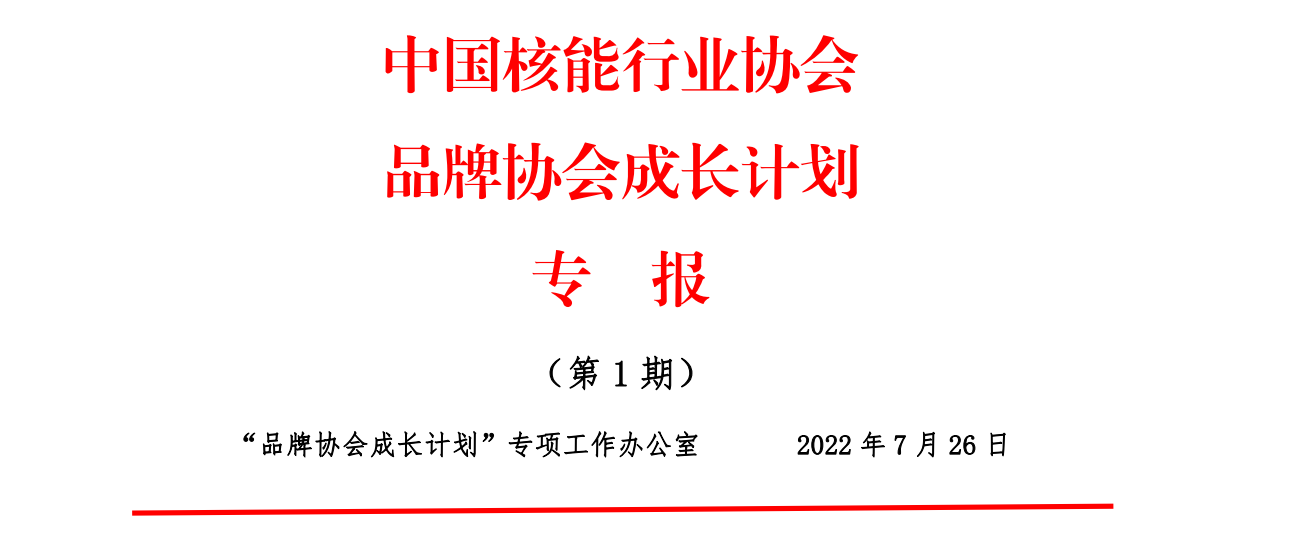 中国核能行业协会
品牌协会成长计划
专 报
（第 1 期）
“品牌协会成长计划”专项工作办公室 2022 年 7 月 26 日